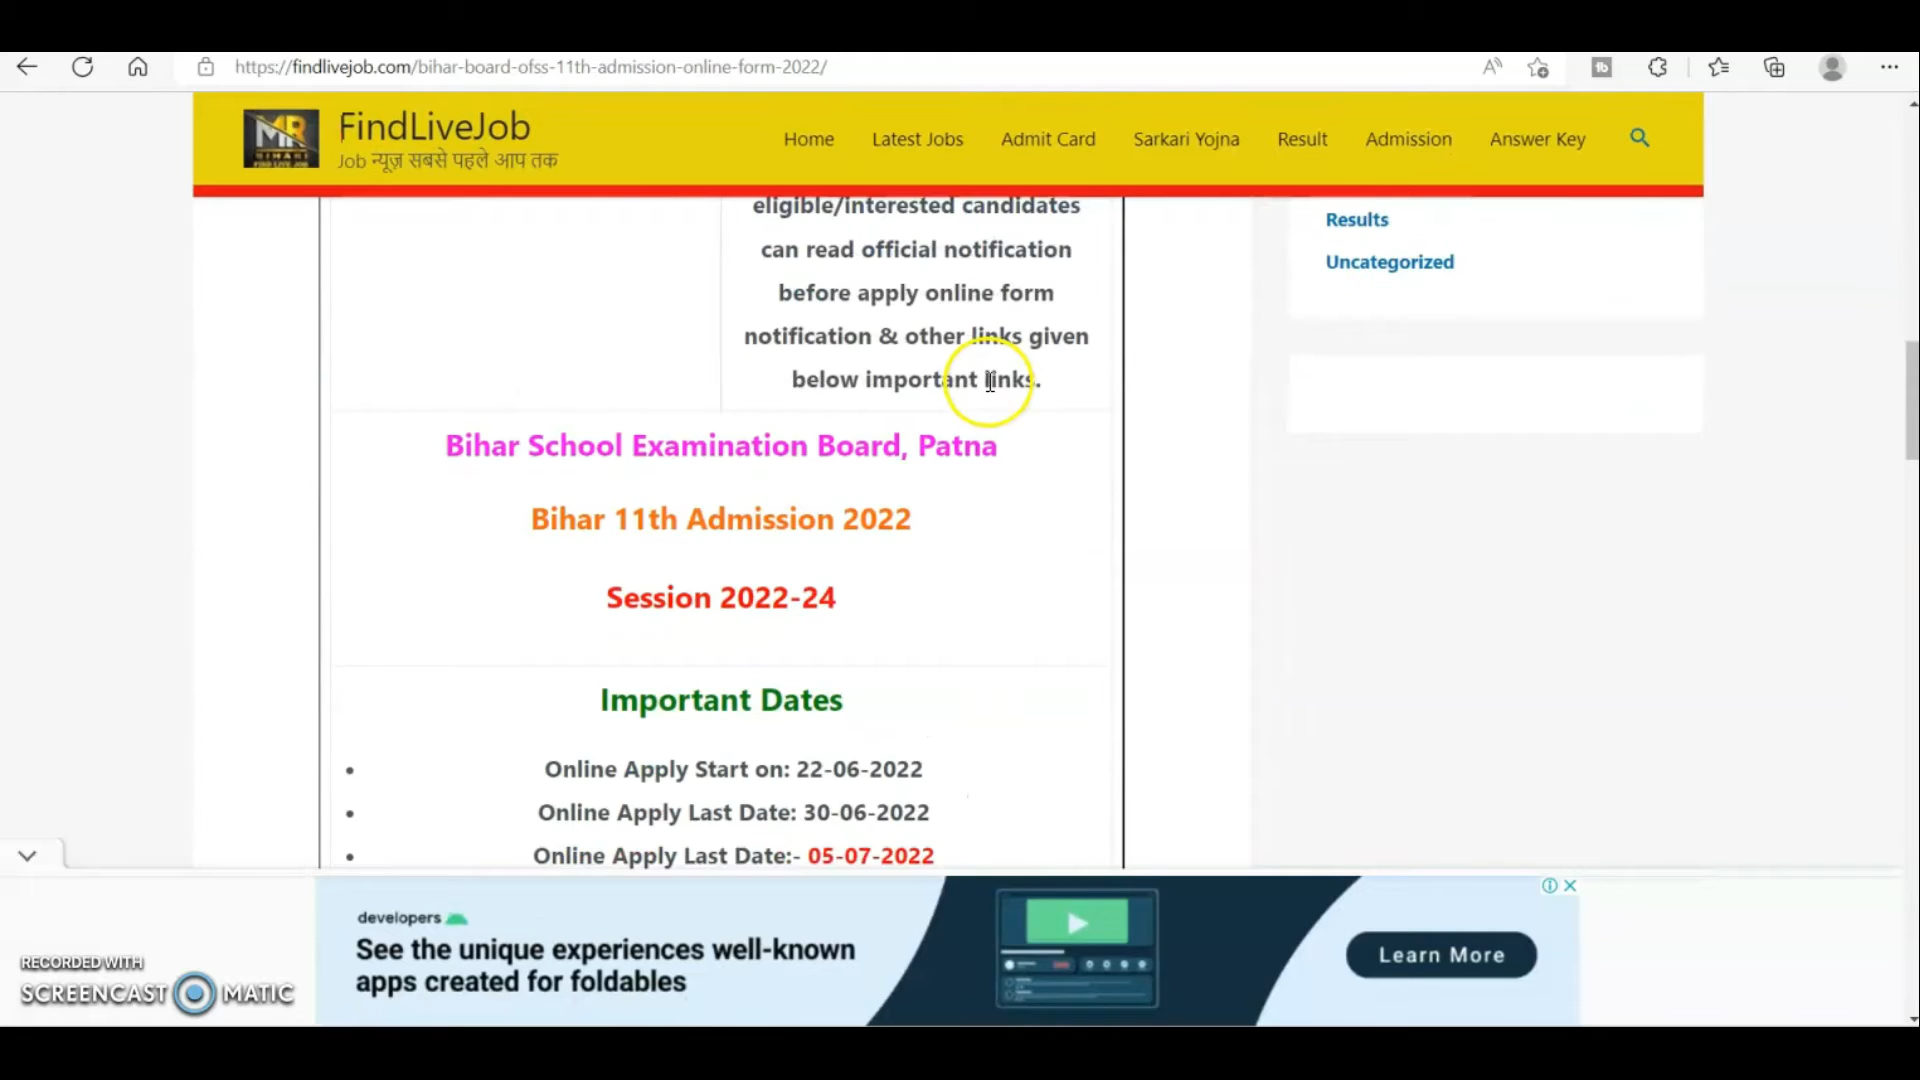 https://findlivejob.com/bihar-board-ofss-11th-admission-online-form-2022/
FindLiveJob
Job न्यूज़ सबसे पहले आप तक
MR
BIHARI
FIND LIVE JOB
Home
Latest Jobs
Admit Card
Sarkari Yojna
Result
Admission
Answer Key
eligible/interested candidates
can read official notification
before apply online form
notification & other links given
below important links.
Results
Uncategorized
Bihar School Examination Board, Patna
Bihar 11th Admission 2022
Session 2022-24
Important Dates
• Online Apply Start on: 22-06-2022
• Online Apply Last Date: 30-06-2022
• Online Apply Last Date:- 05-07-2022
developers
See the unique experiences well-known
apps created for foldables
Learn More
RECORDED WITH
SCREENCAST MATIC